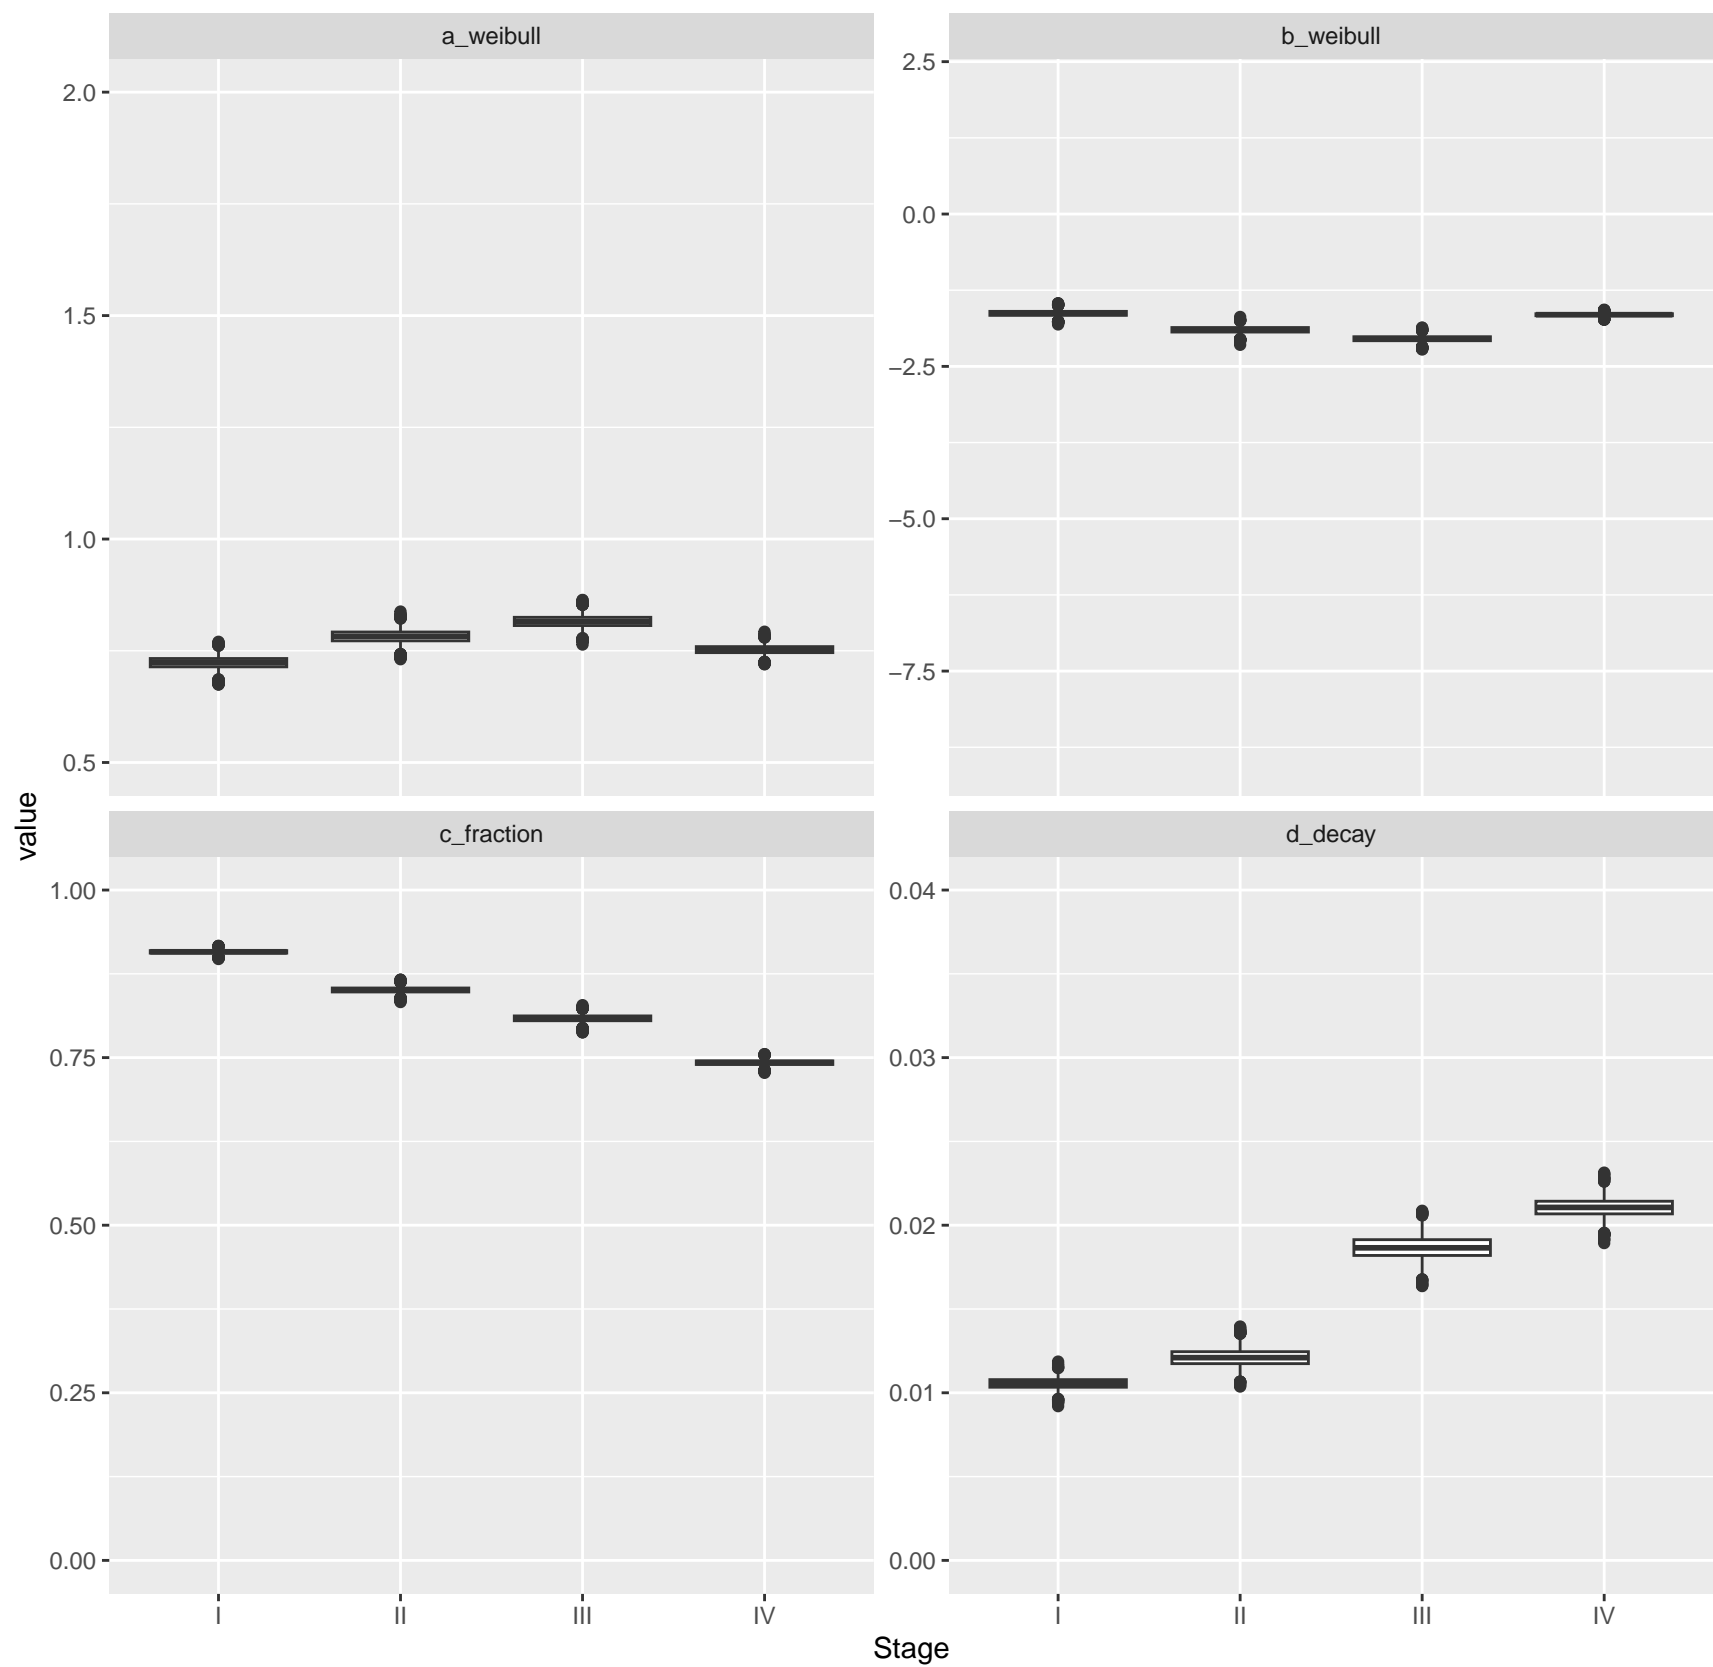 a_weibull
b_weibull
2.0
1.5
1.0
0.5
2.5
0.0
−2.5
−5.0
−7.5
value
c_fraction
d_decay
1.00
0.75
0.50
0.25
0.00
0.04
0.03
0.02
0.01
0.00
I II III IV
I II III IV
Stage